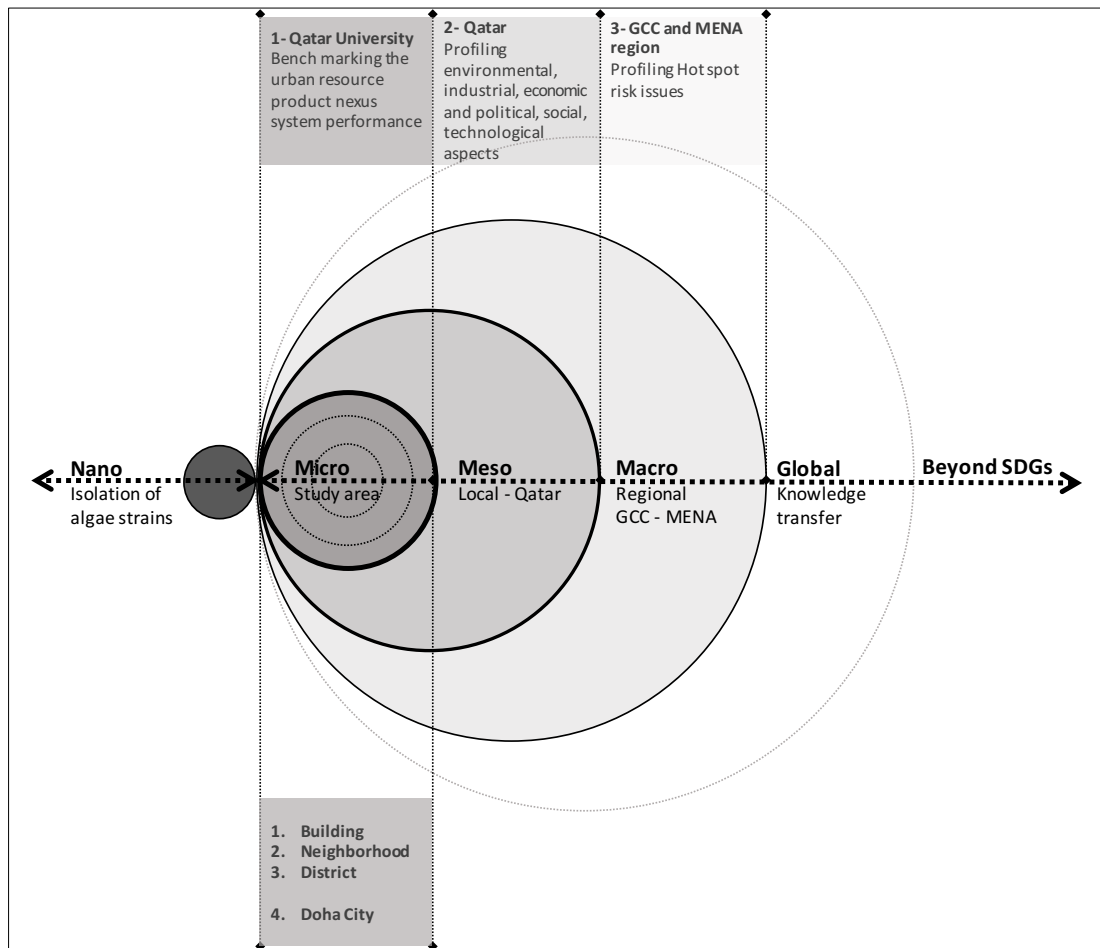 1- Qatar University
Bench marking the
urban resource
product nexus
system performance
2- Qatar
Profiling
environmental,
industrial, economic
and political, social,
technological
aspects
3- GCC and MENA
region
Profiling Hot spot
risk issues
Nano
Isolation of
algae strains
Micro
Study area
Meso
Local - Qatar
Macro
Regional
GCC - MENA
Global
Knowledge
transfer
Beyond SDGs
1. Building
2. Neighborhood
3. District
4. Doha City